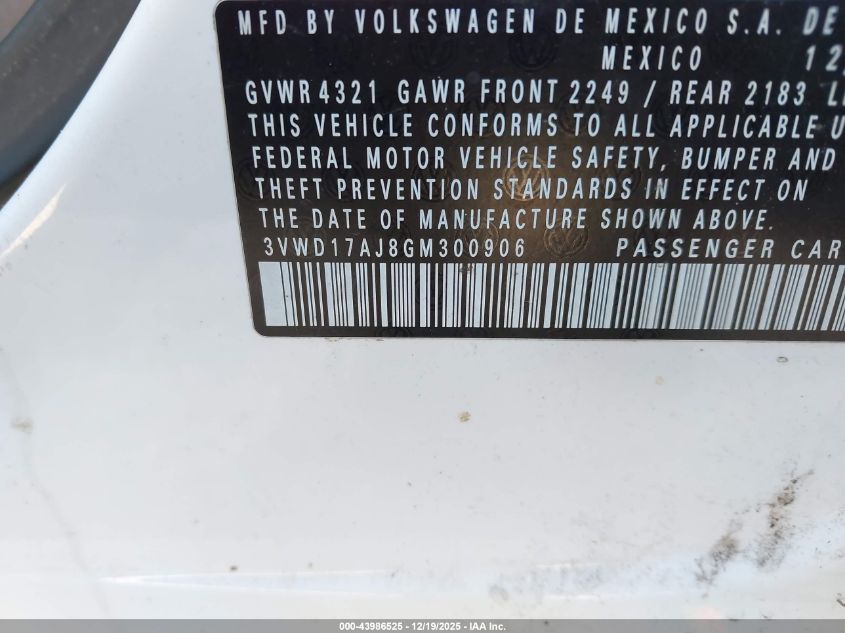 MFD BY VOLKSWAGEN DE MEXICO S.A. DE
MEXICO 12
GVWR 4321 GAWR FRONT 2249 / REAR 2183
THIS VEHICLE CONFORMS TO ALL APPLICABLE
FEDERAL MOTOR VEHICLE SAFETY, BUMPER AND
THEFT PREVENTION STANDARDS IN EFFECT ON
THE DATE OF MANUFACTURE SHOWN ABOVE.
3VWD17AJ8GM300906 PASSENGER CAR
000-43986525 - 12/19/2025 - IAA Inc.